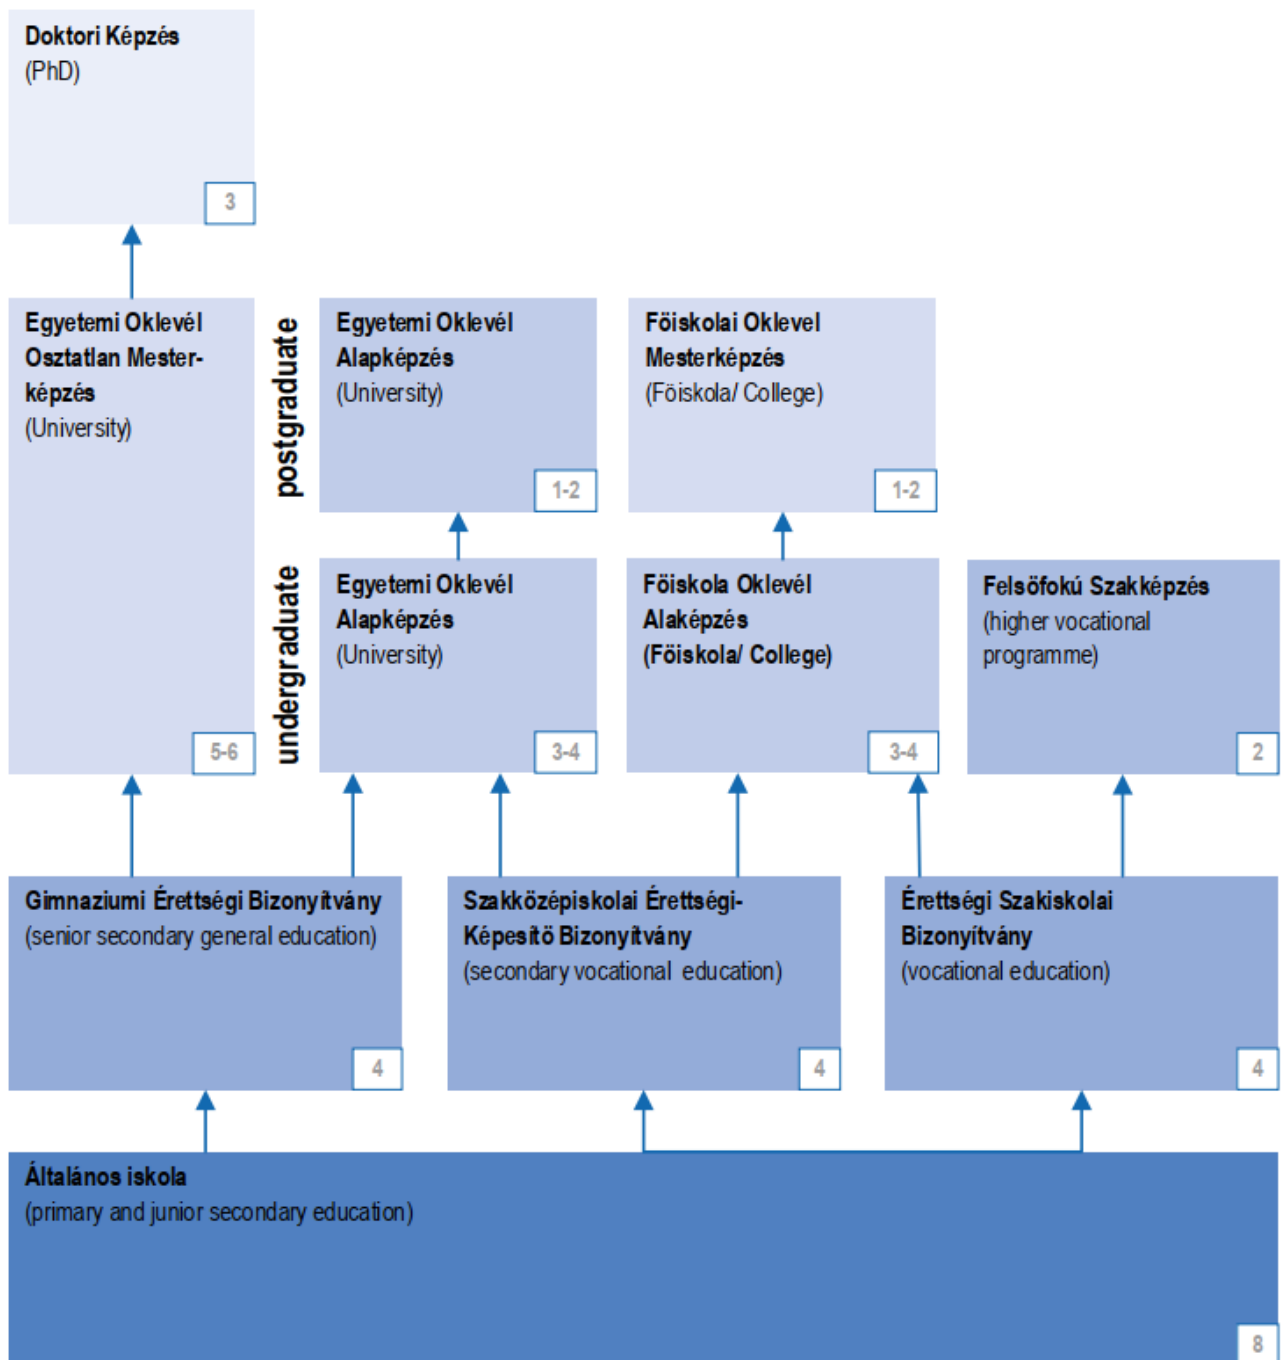 Doktori Képzés
(PhD)
3
Egyetemi Oklevél
Osztatlan Mester-
képzés
(University)
5-6
postgraduate
Egyetemi Oklevél
Alapképzés
(University)
1-2
Föiskolai Oklevel
Mesterképzés
(Föiskola/ College)
1-2
undergraduate
Egyetemi Oklevél
Alapképzés
(University)
3-4
Föiskola Oklevél
Alaképzés
(Föiskola/ College)
3-4
Felsöfokú Szakképzés
(higher vocational
programme)
2
Gimnaziumi Érettségi Bizonyítvány
(senior secondary general education)
4
Szakközépiskolai Érettségi-
Képesítö Bizonyítvány
(secondary vocational education)
4
Érettségi Szakiskolai
Bizonyítvány
(vocational education)
4
Általános iskola
(primary and junior secondary education)
8